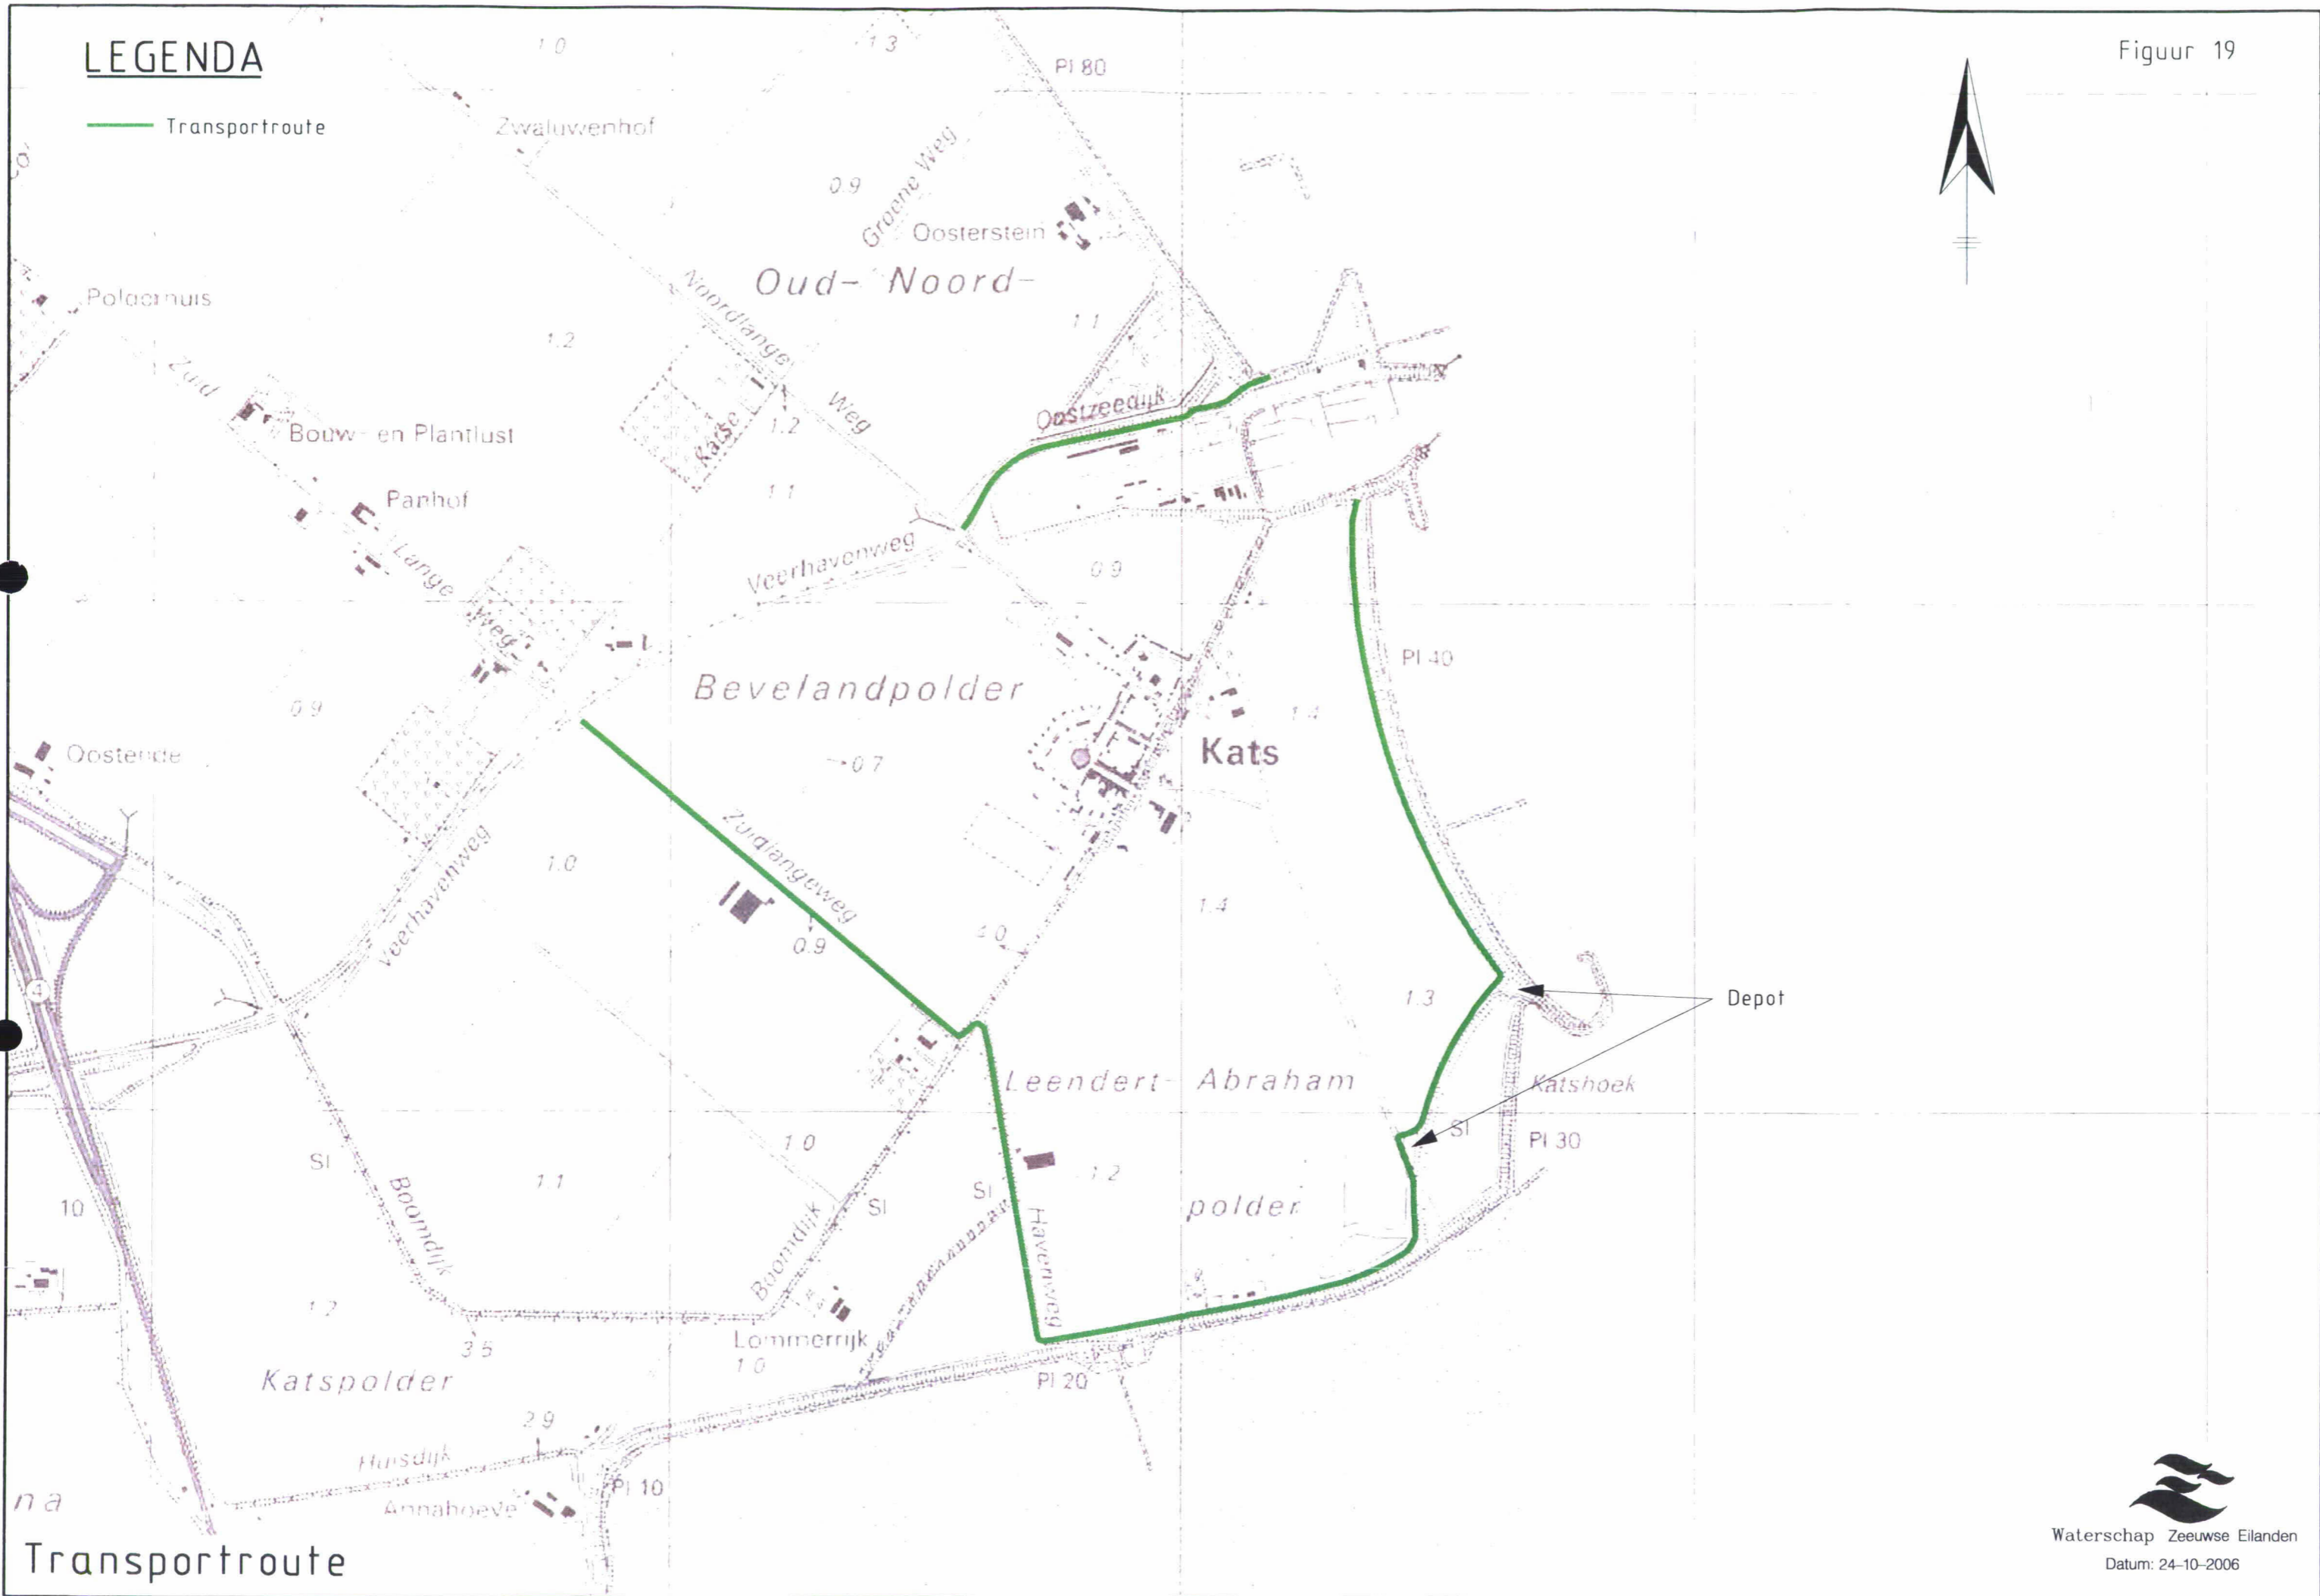 LEGENDA
Transportroute
Figuur 19
1.0
1.3
Pl 80
Zwaluwenhof
0.9
Groene Weg
Oosterstein
Oud- Noord-
Polderhuis
Noordlange
Weg
1.2
1.1
Zuid
Bouw- en Plantlust
Katse
1.2
Oostzeedijk
Panhof
1.1
Lange
Weg
Veerhavenweg
0.9
Bevelandpolder
Pl 40
0.9
1.4
Oostende
0.7
Kats
Zuidlangeweg
Veerhavenweg
1.0
0.9
1.4
4
1.3
Depot
Leendert- Abraham
Katshoek
Sl
Pl 30
Sl
1.0
1.1
1.2
Sl
Sl
10
Boomdijk
polder
Boomdijk
Havenweg
1.2
Lommerrijk
1.0
3.5
Katspolder
Pl 20
2.9
Huisdijk
Pl 10
Annahoeve
na
Transportroute
Waterschap Zeeuwse Eilanden
Datum: 24-10-2006